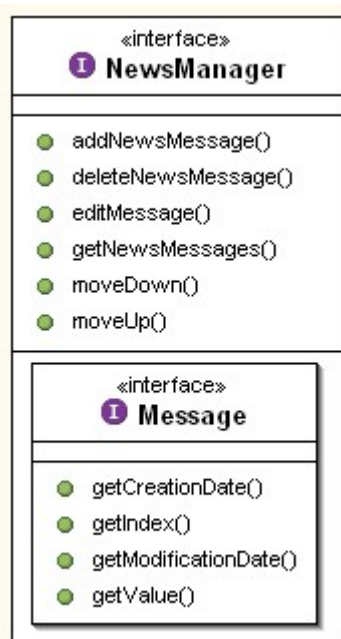 «interface»
I NewsManager
addNewsMessage()
deleteNewsMessage()
editMessage()
getNewsMessages()
moveDown()
moveUp()
«interface»
I Message
getCreationDate()
getIndex()
getModificationDate()
getValue()